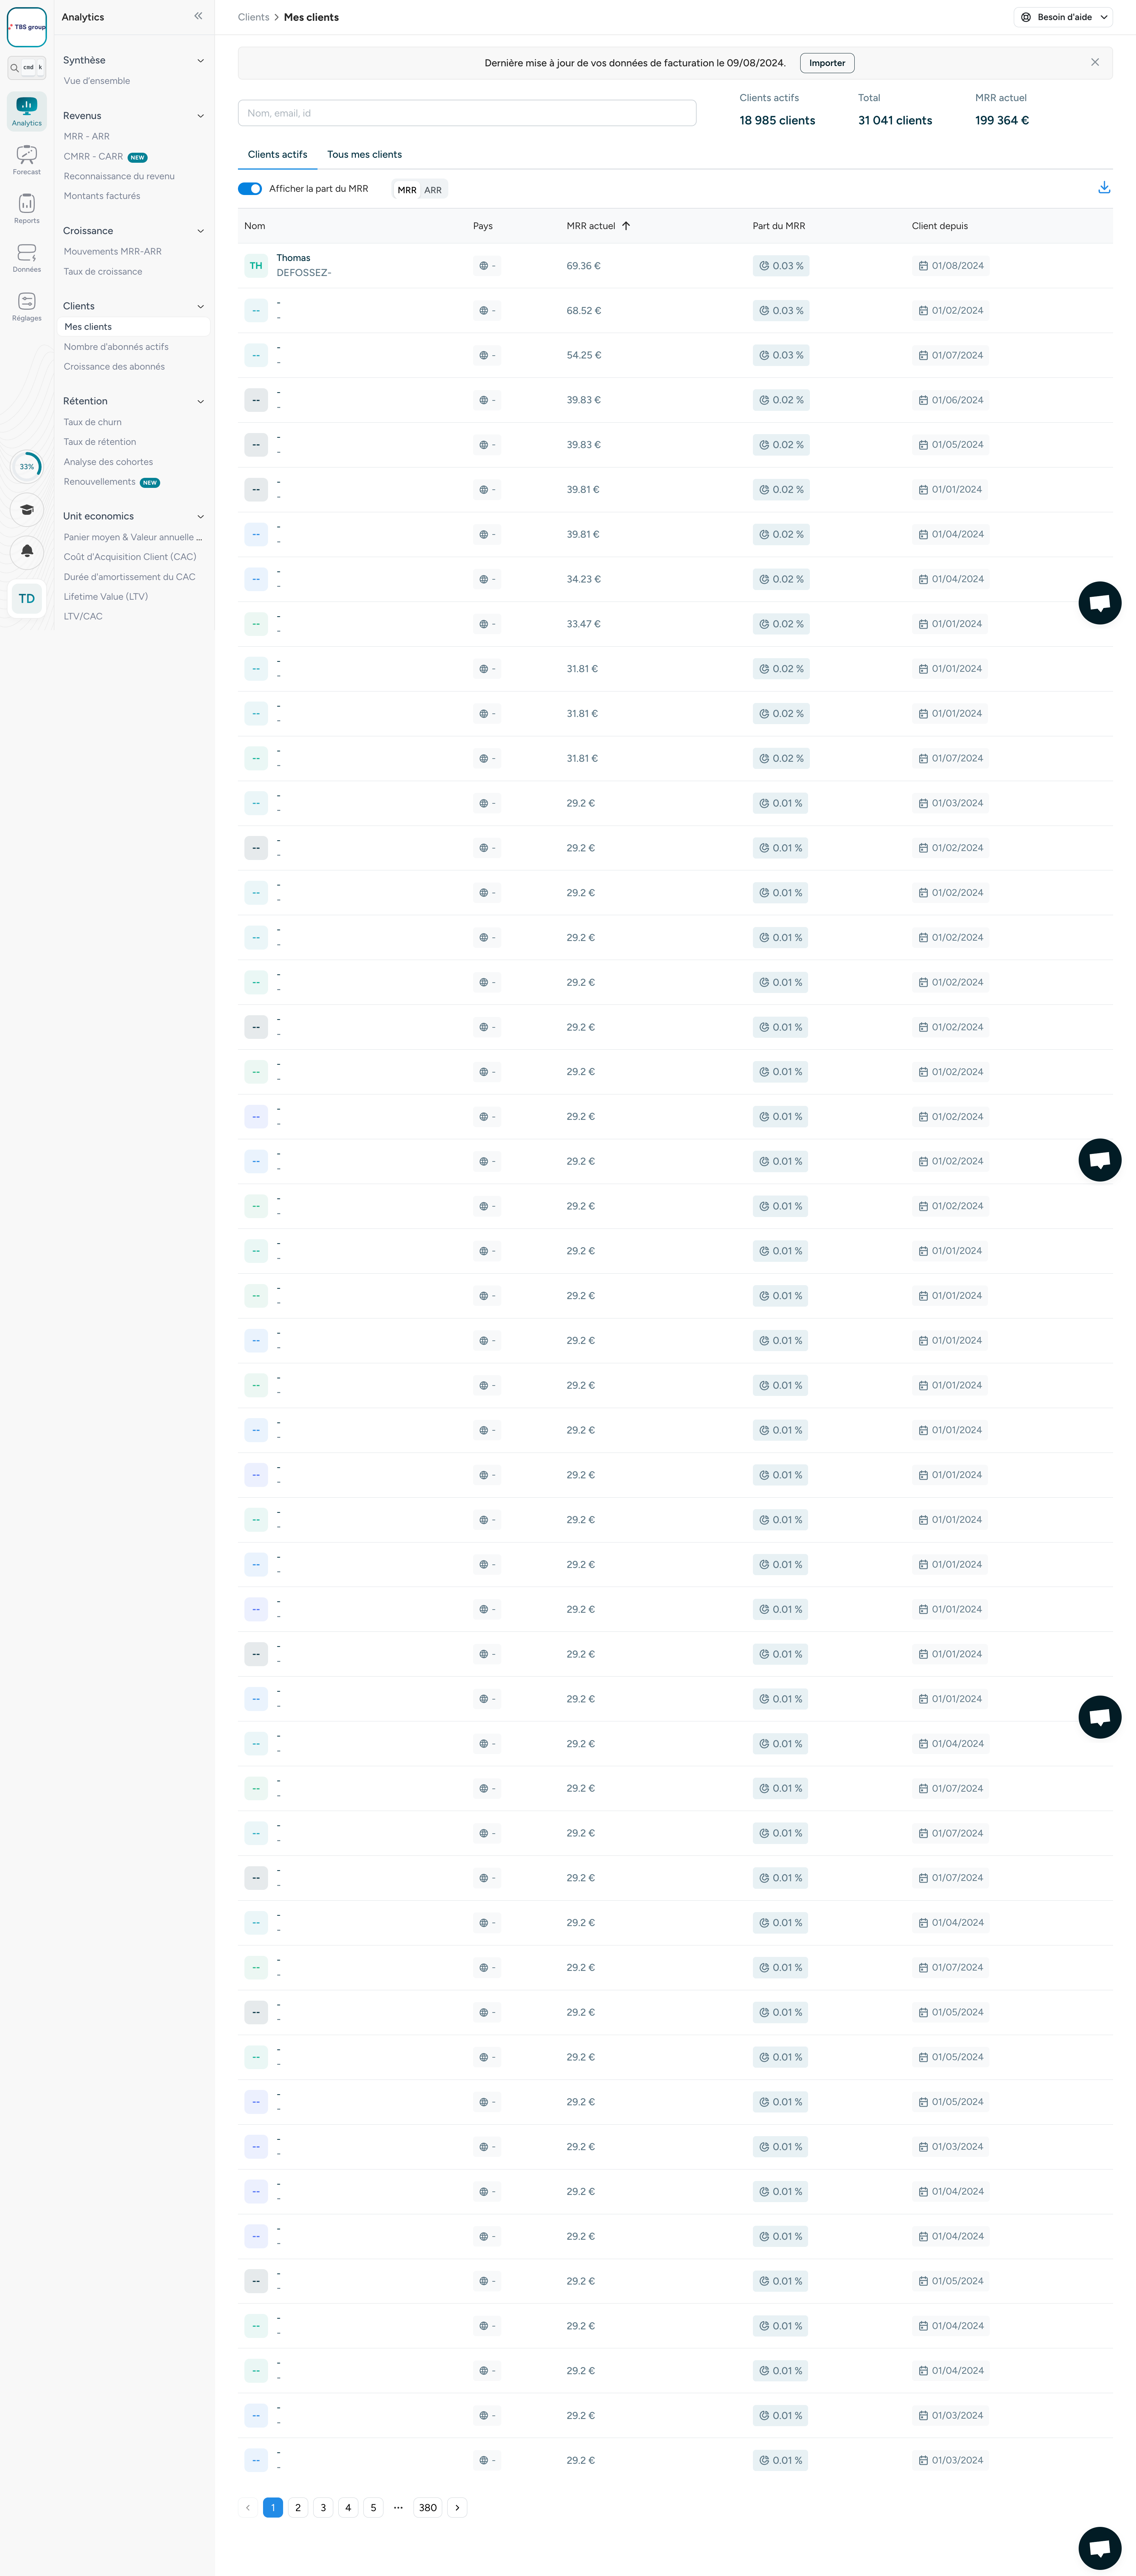 TBS group
cmd k
Analytics
Forecast
Reports
Données
Réglages
33%
TD
Analytics
Synthèse
Vue d'ensemble
Revenus
MRR - ARR
CMRR - CARR NEW
Reconnaissance du revenu
Montants facturés
Croissance
Mouvements MRR-ARR
Taux de croissance
Clients
Mes clients
Nombre d'abonnés actifs
Croissance des abonnés
Rétention
Taux de churn
Taux de rétention
Analyse des cohortes
Renouvellements NEW
Unit economics
Panier moyen & Valeur annuelle ...
Coût d'Acquisition Client (CAC)
Durée d'amortissement du CAC
Lifetime Value (LTV)
LTV/CAC
Clients > Mes clients
Besoin d'aide
Dernière mise à jour de vos données de facturation le 09/08/2024. Importer
Nom, email, id
Clients actifs Total MRR actuel
18 985 clients 31 041 clients 199 364 €
Clients actifs Tous mes clients
Afficher la part du MRR MRR ARR
Nom Pays MRR actuel Part du MRR Client depuis
TH Thomas DEFOSSEZ- - 69.36 € 0.03 % 01/08/2024
-- - - - 68.52 € 0.03 % 01/02/2024
-- - - - 54.25 € 0.03 % 01/07/2024
-- - - - 39.83 € 0.02 % 01/06/2024
-- - - - 39.83 € 0.02 % 01/05/2024
-- - - - 39.81 € 0.02 % 01/01/2024
-- - - - 39.81 € 0.02 % 01/04/2024
-- - - - 34.23 € 0.02 % 01/04/2024
-- - - - 33.47 € 0.02 % 01/01/2024
-- - - - 31.81 € 0.02 % 01/01/2024
-- - - - 31.81 € 0.02 % 01/01/2024
-- - - - 31.81 € 0.02 % 01/07/2024
-- - - - 29.2 € 0.01 % 01/03/2024
-- - - - 29.2 € 0.01 % 01/02/2024
-- - - - 29.2 € 0.01 % 01/02/2024
-- - - - 29.2 € 0.01 % 01/02/2024
-- - - - 29.2 € 0.01 % 01/02/2024
-- - - - 29.2 € 0.01 % 01/02/2024
-- - - - 29.2 € 0.01 % 01/02/2024
-- - - - 29.2 € 0.01 % 01/02/2024
-- - - - 29.2 € 0.01 % 01/02/2024
-- - - - 29.2 € 0.01 % 01/02/2024
-- - - - 29.2 € 0.01 % 01/01/2024
-- - - - 29.2 € 0.01 % 01/01/2024
-- - - - 29.2 € 0.01 % 01/01/2024
-- - - - 29.2 € 0.01 % 01/01/2024
-- - - - 29.2 € 0.01 % 01/01/2024
-- - - - 29.2 € 0.01 % 01/01/2024
-- - - - 29.2 € 0.01 % 01/01/2024
-- - - - 29.2 € 0.01 % 01/01/2024
-- - - - 29.2 € 0.01 % 01/01/2024
-- - - - 29.2 € 0.01 % 01/01/2024
-- - - - 29.2 € 0.01 % 01/01/2024
-- - - - 29.2 € 0.01 % 01/04/2024
-- - - - 29.2 € 0.01 % 01/07/2024
-- - - - 29.2 € 0.01 % 01/07/2024
-- - - - 29.2 € 0.01 % 01/07/2024
-- - - - 29.2 € 0.01 % 01/04/2024
-- - - - 29.2 € 0.01 % 01/07/2024
-- - - - 29.2 € 0.01 % 01/05/2024
-- - - - 29.2 € 0.01 % 01/05/2024
-- - - - 29.2 € 0.01 % 01/05/2024
-- - - - 29.2 € 0.01 % 01/03/2024
-- - - - 29.2 € 0.01 % 01/04/2024
-- - - - 29.2 € 0.01 % 01/04/2024
-- - - - 29.2 € 0.01 % 01/05/2024
-- - - - 29.2 € 0.01 % 01/04/2024
-- - - - 29.2 € 0.01 % 01/04/2024
-- - - - 29.2 € 0.01 % 01/03/2024
-- - - - 29.2 € 0.01 % 01/03/2024
< 1 2 3 4 5 ••• 380 >